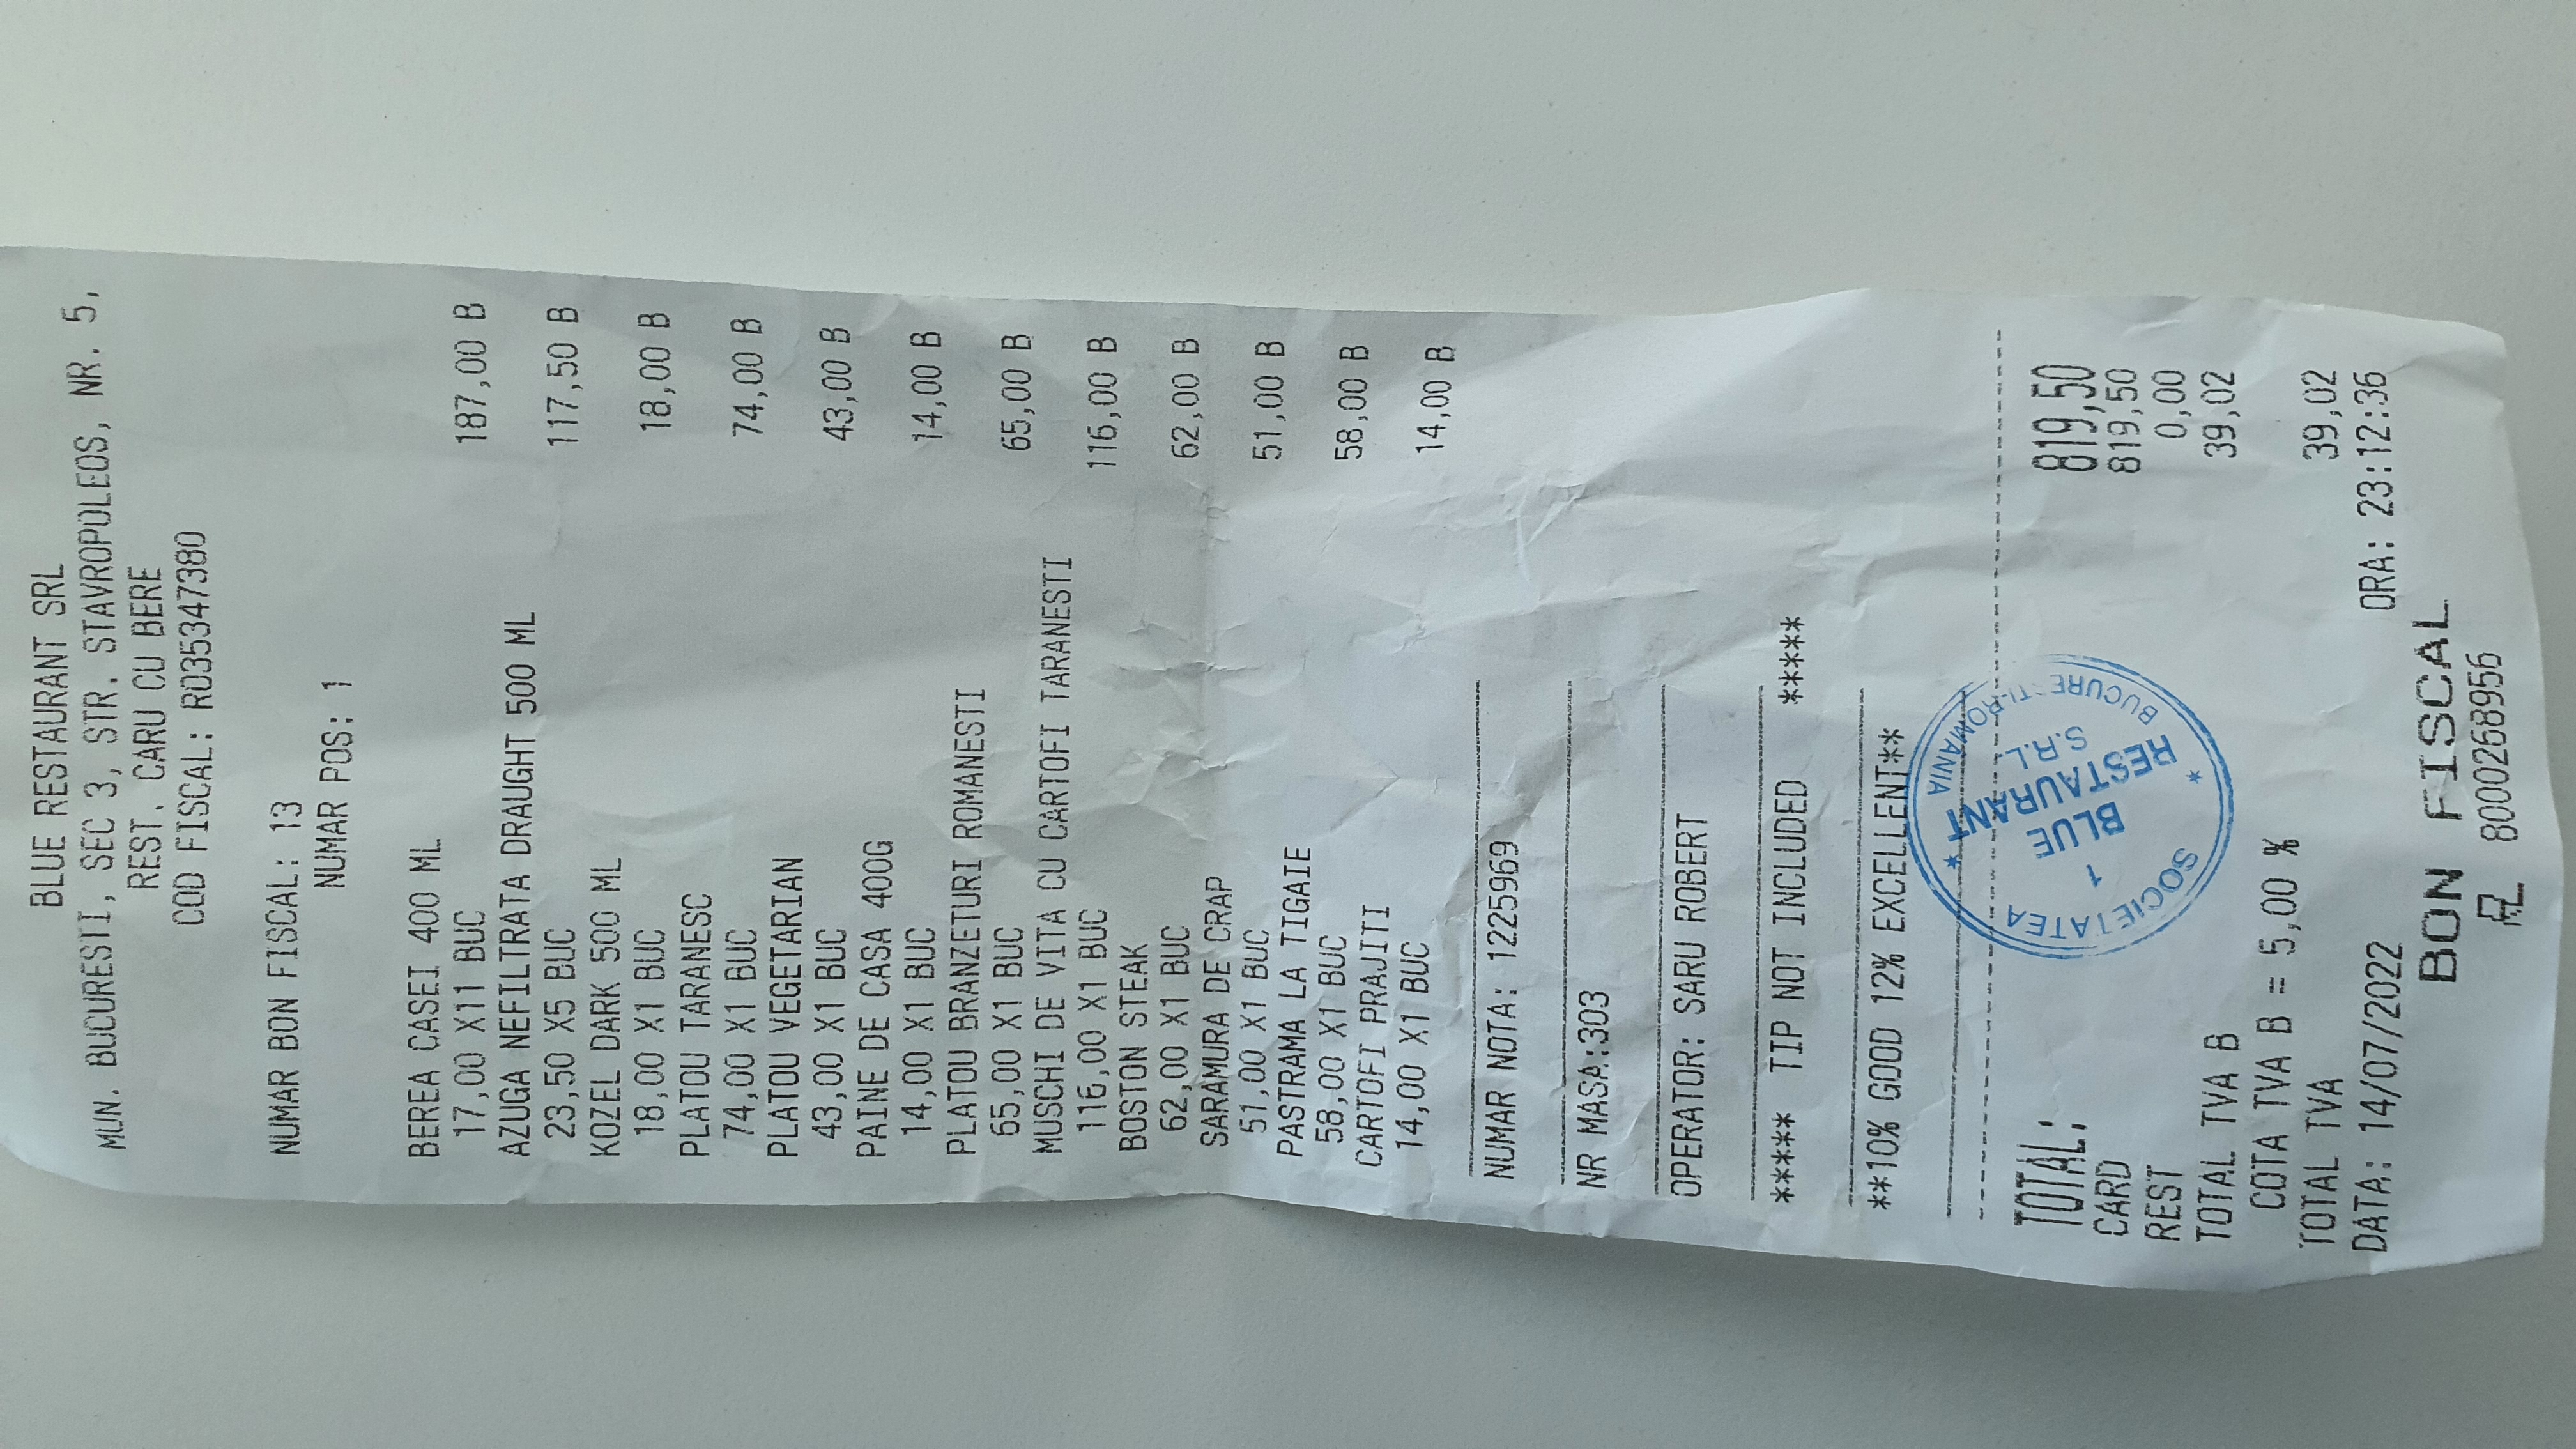 BLUE RESTAURANT SRL
MUN. BUCURESTI, SEC 3, STR. STAVROPOLEOS, NR. 5,
REST. CARU CU BERE
COD FISCAL: RO35347380
NUMAR BON FISCAL: 13
NUMAR POS: 1
BEREA CASEI 400 ML
17,00 X11 BUC 187,00 B
AZUGA NEFILTRATA DRAUGHT 500 ML
23,50 X5 BUC 117,50 B
KOZEL DARK 500 ML
18,00 X1 BUC 18,00 B
PLATOU TARANESC
74,00 X1 BUC 74,00 B
PLATOU VEGETARIAN
43,00 X1 BUC 43,00 B
PAINE DE CASA 400G
14,00 X1 BUC 14,00 B
PLATOU BRANZETURI ROMANESTI
65,00 X1 BUC 65,00 B
MUSCHI DE VITA CU CARTOFI TARANESTI
116,00 X1 BUC 116,00 B
BOSTON STEAK
62,00 X1 BUC 62,00 B
SARAMURA DE CRAP
51,00 X1 BUC 51,00 B
PASTRAMA LA TIGAIE
58,00 X1 BUC 58,00 B
CARTOFI PRAJITI
14,00 X1 BUC 14,00 B
NUMAR NOTA: 1225969
NR MASA:303
OPERATOR: SARU ROBERT
***** TIP NOT INCLUDED *****
**10% GOOD 12% EXCELLENT**
SOCIETATEA
1
BLUE
RESTAURANT
S.R.L.
BUCURESTI-ROMANIA
TOTAL: 819,50
CARD 819,50
REST 0,00
TOTAL TVA B 39,02
COTA TVA B = 5,00 %
TOTAL TVA 39,02
DATA: 14/07/2022 ORA: 23:12:36
BON FISCAL
8000268956